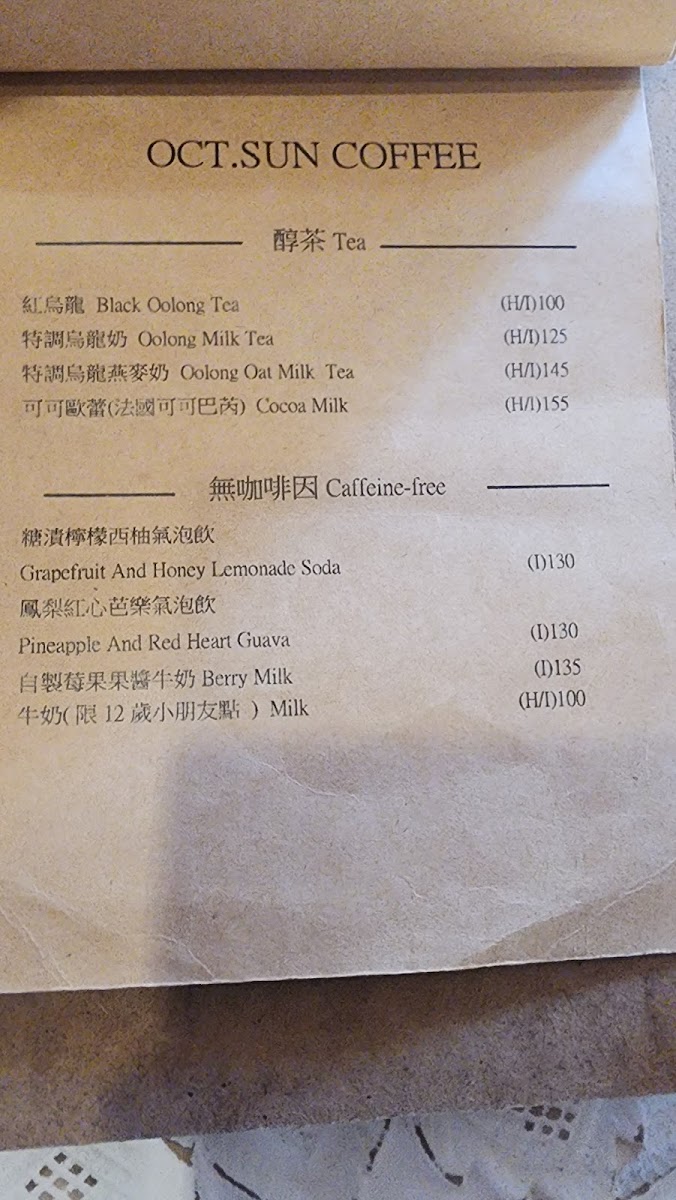 OCT.SUN COFFEE
醇茶 Tea
紅烏龍 Black Oolong Tea (H/I)100
特調烏龍奶 Oolong Milk Tea (H/I)125
特調烏龍燕麥奶 Oolong Oat Milk Tea (H/I)145
可可歐蕾(法國可可巴芮) Cocoa Milk (H/I)155
無咖啡因 Caffeine-free
糖漬檸檬西柚氣泡飲
Grapefruit And Honey Lemonade Soda (I)130
鳳梨紅心芭樂氣泡飲
Pineapple And Red Heart Guava (I)130
自製莓果果醬牛奶 Berry Milk (I)135
牛奶( 限 12 歲小朋友點 ) Milk (H/I)100